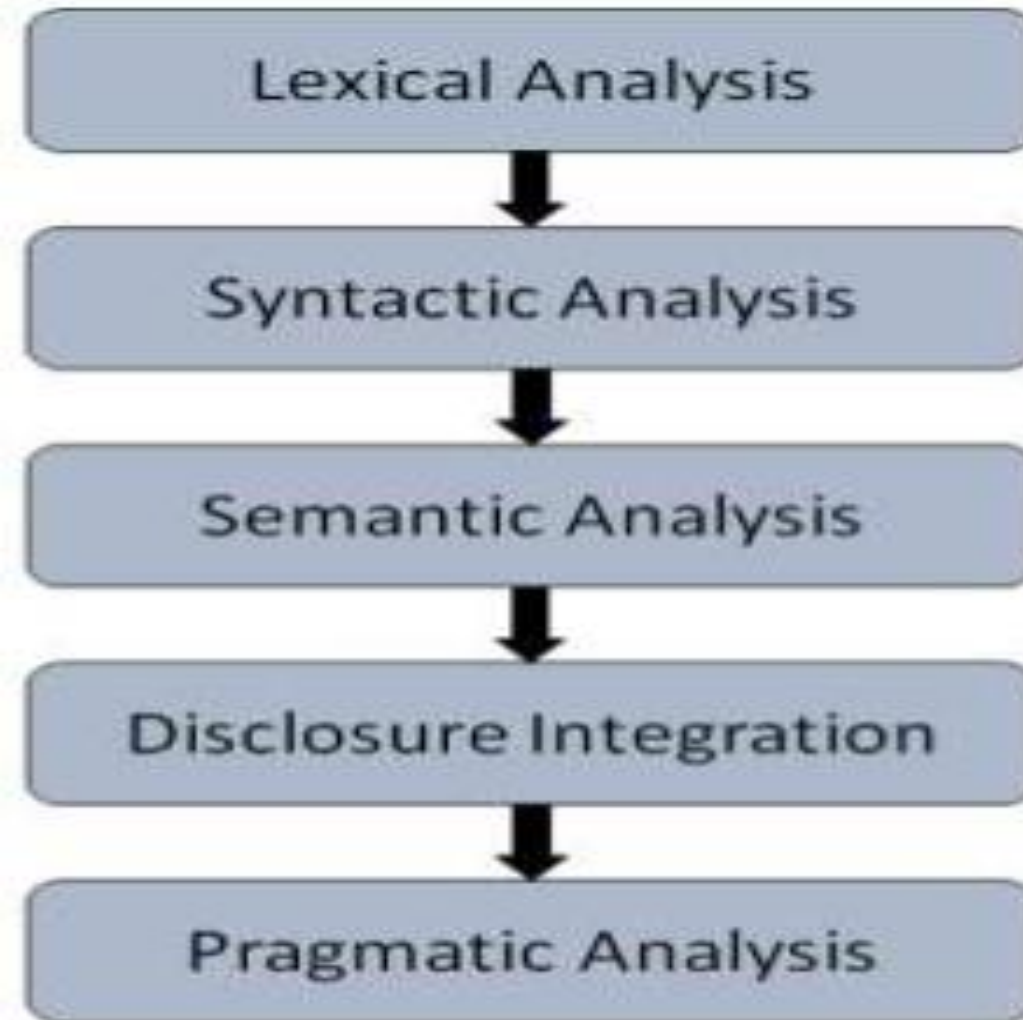 Lexical Analysis
Syntactic Analysis
Semantic Analysis
Disclosure Integration
Pragmatic Analysis